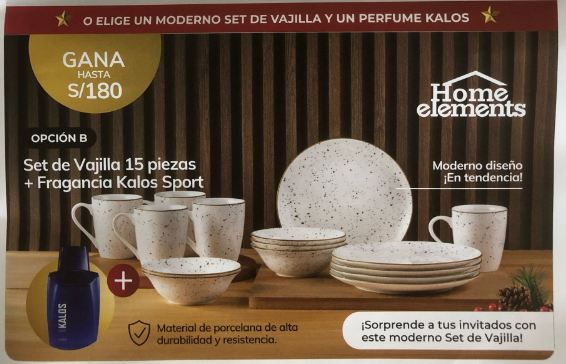 O ELIGE UN MODERNO SET DE VAJILLA Y UN PERFUME KALOS
GANA
HASTA
S/180
Home
elements
OPCIÓN B
Set de Vajilla 15 piezas
+ Fragancia Kalos Sport
Moderno diseño
¡En tendencia!
KALOS
+
Material de porcelana de alta
durabilidad y resistencia.
¡Sorprende a tus invitados con
este moderno Set de Vajilla!